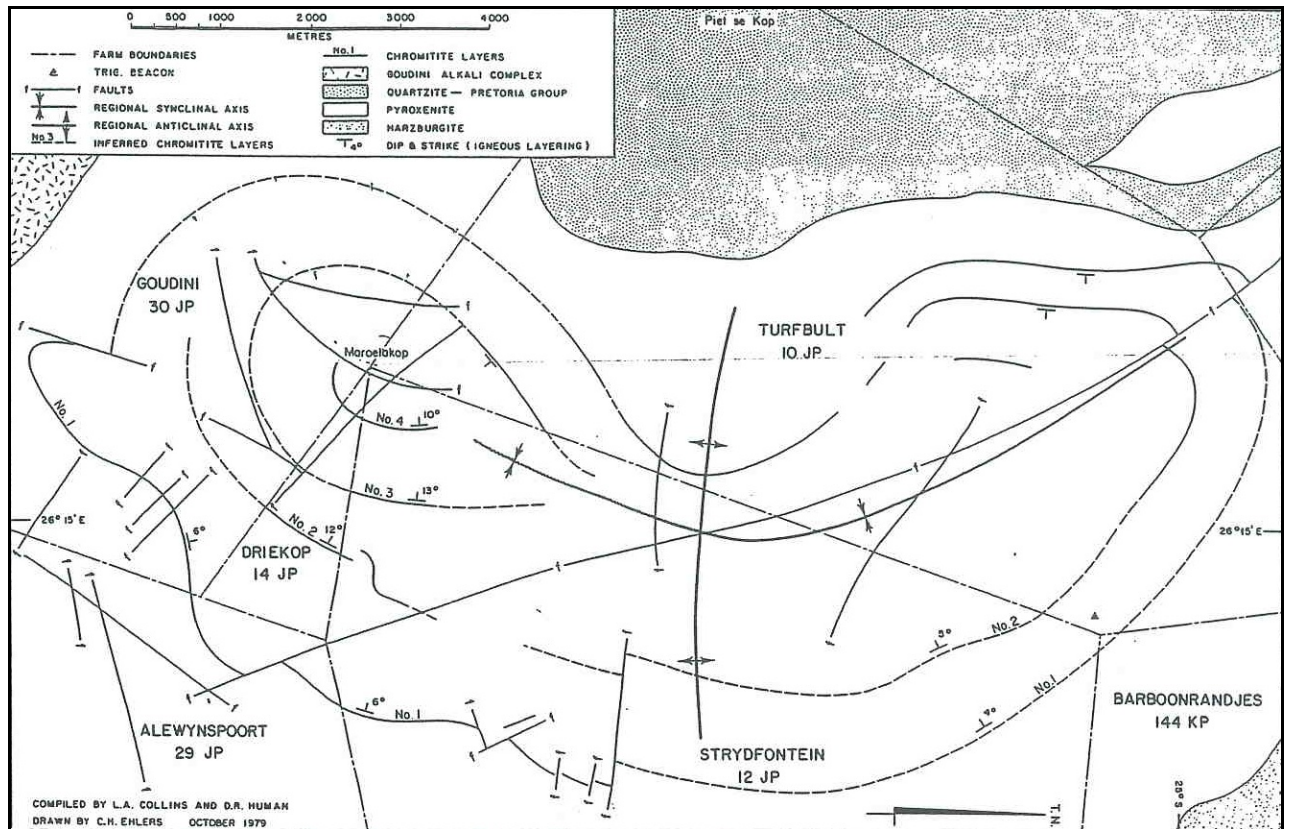 0 500 1000 2000 3000 4000
METRES
FARM BOUNDARIES
TRIG. BEACON
f f FAULTS
REGIONAL SYNCLINAL AXIS
REGIONAL ANTICLINAL AXIS
No.3 INFERRED CHROMITITE LAYERS
No.1 CHROMITITE LAYERS
GOUDINI ALKALI COMPLEX
QUARTZITE — PRETORIA GROUP
PYROXENITE
HARZBURGITE
4° DIP & STRIKE (IGNEOUS LAYERING)
Piet se Kop
GOUDINI
30 JP
TURFBULT
10 JP
Maroelakop
No. 1
No. 4 10°
No. 3 13°
No. 2 12°
26° 15' E
6°
DRIEKOP
14 JP
26° 15' E
No. 2
5°
No. 1
4°
6°
No. 1
ALEWYNSPOORT
29 JP
STRYDFONTEIN
12 JP
BARBOONRANDJES
144 KP
COMPILED BY L.A. COLLINS AND D.R. HUMAN
DRAWN BY C.H. EHLERS OCTOBER 1979
T.N.
25° S